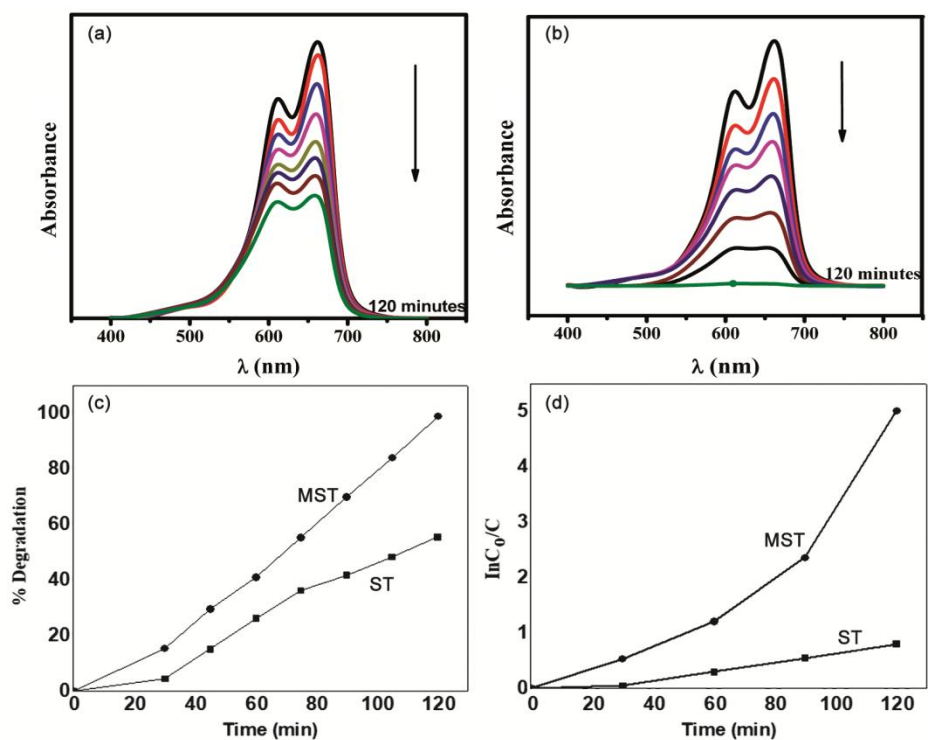 (a)
Absorbance
120 minutes
400 500 600 700 800
λ (nm)
(b)
Absorbance
120 minutes
400 500 600 700 800
λ (nm)
(c)
% Degradation
100
80
60
40
20
0
MST
ST
0 20 40 60 80 100 120
Time (min)
(d)
InC0/C
5
4
3
2
1
0
MST
ST
0 20 40 60 80 100 120
Time (min)